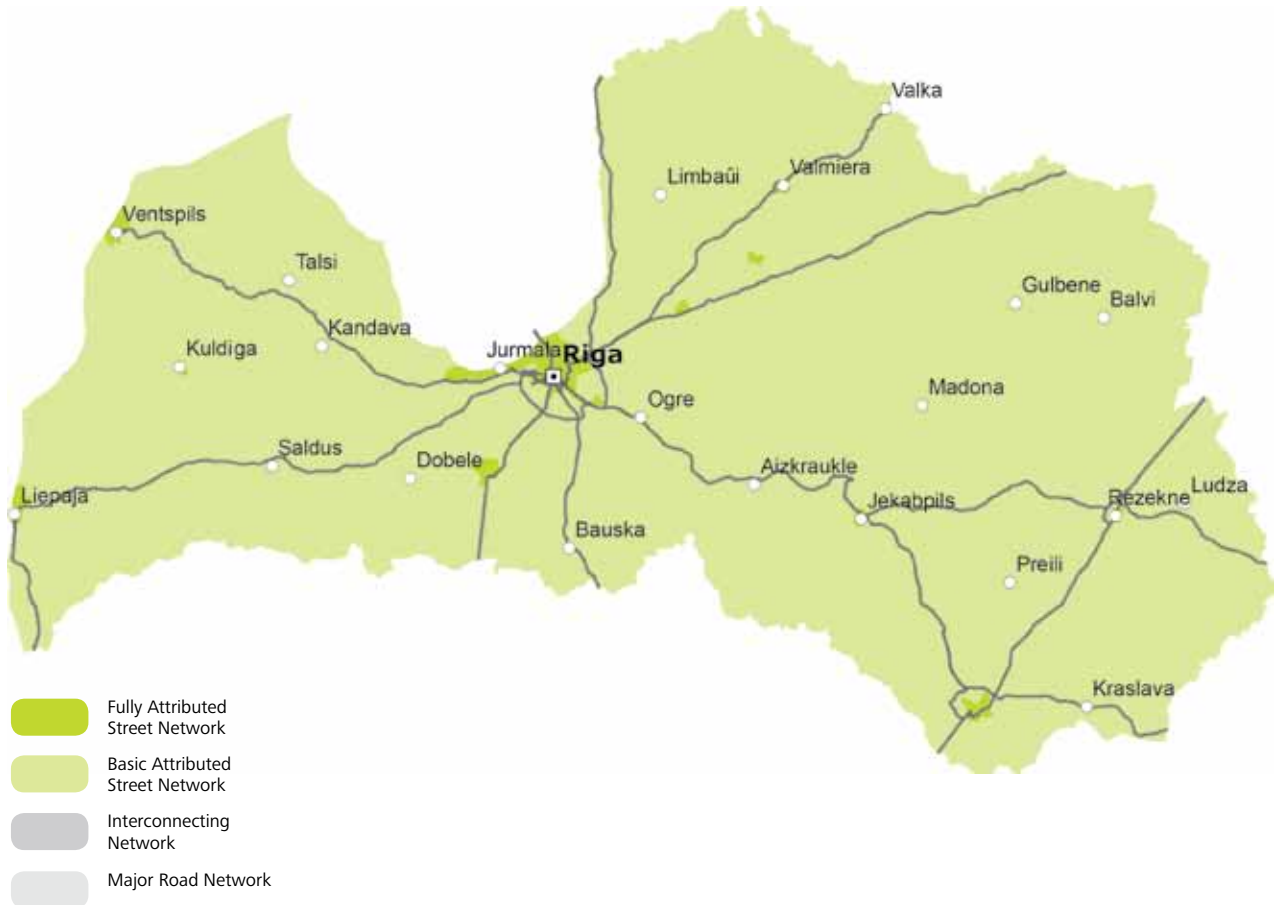 Valka
Valmiera
Limbaûi
Ventspils
Talsi
Gulbene
Balvi
Kandava
Kuldiga
Jurmala
Riga
Madona
Ogre
Saldus
Dobele
Aizkraukle
Liepaja
Jekabpils
Rezekne
Ludza
Bauska
Preili
Kraslava
Fully Attributed
Street Network
Basic Attributed
Street Network
Interconnecting
Network
Major Road Network